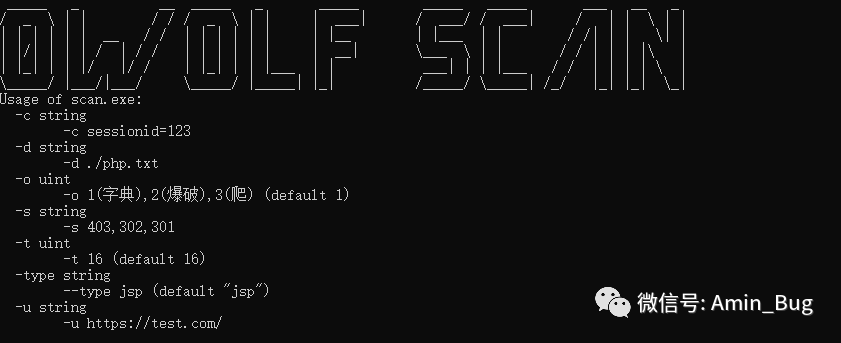 0WOLF SCAN
Usage of scan.exe:
-c string
-c sessionid=123
-d string
-d ./php.txt
-o uint
-o 1(字典),2(爆破),3(爬) (default 1)
-s string
-s 403,302,301
-t uint
-t 16 (default 16)
-type string
--type jsp (default "jsp")
-u string
-u https://test.com/
微信号: Amin_Bug